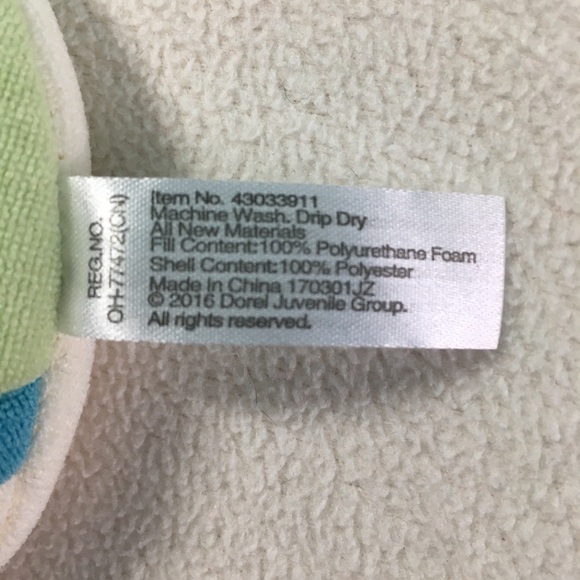 REG.NO.
OH-77472(CN)
Item No. 43033911
Machine Wash. Drip Dry
All New Materials
Fill Content:100% Polyurethane Foam
Shell Content:100% Polyester
Made In China 170301JZ
© 2016 Dorel Juvenile Group.
All rights reserved.